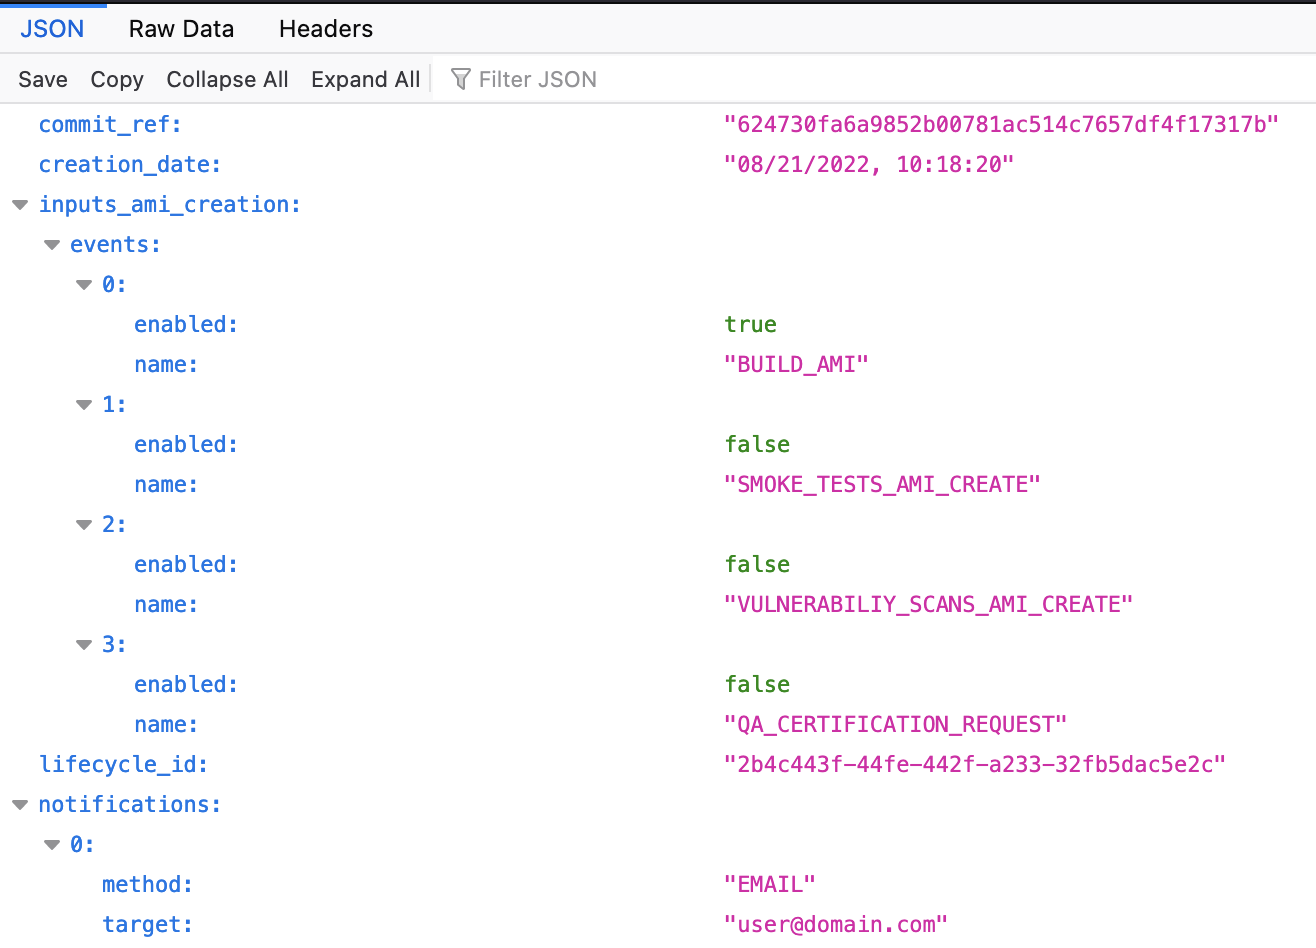 JSON Raw Data Headers
Save Copy Collapse All Expand All Filter JSON
commit_ref: "624730fa6a9852b00781ac514c7657df4f17317b"
creation_date: "08/21/2022, 10:18:20"
inputs_ami_creation:
events:
0:
enabled: true
name: "BUILD_AMI"
1:
enabled: false
name: "SMOKE_TESTS_AMI_CREATE"
2:
enabled: false
name: "VULNERABILIY_SCANS_AMI_CREATE"
3:
enabled: false
name: "QA_CERTIFICATION_REQUEST"
lifecycle_id: "2b4c443f-44fe-442f-a233-32fb5dac5e2c"
notifications:
0:
method: "EMAIL"
target: "user@domain.com"